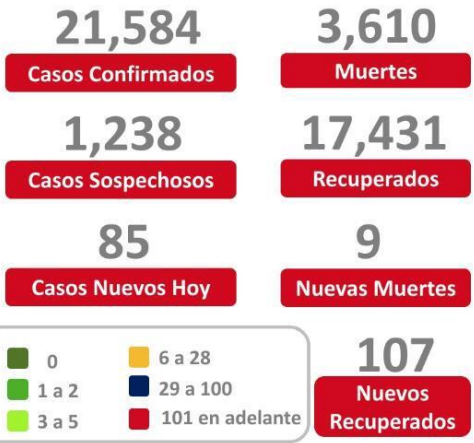 21,584
Casos Confirmados
3,610
Muertes
1,238
Casos Sospechosos
17,431
Recuperados
85
Casos Nuevos Hoy
9
Nuevas Muertes
0
1 a 2
3 a 5
6 a 28
29 a 100
101 en adelante
107
Nuevos
Recuperados